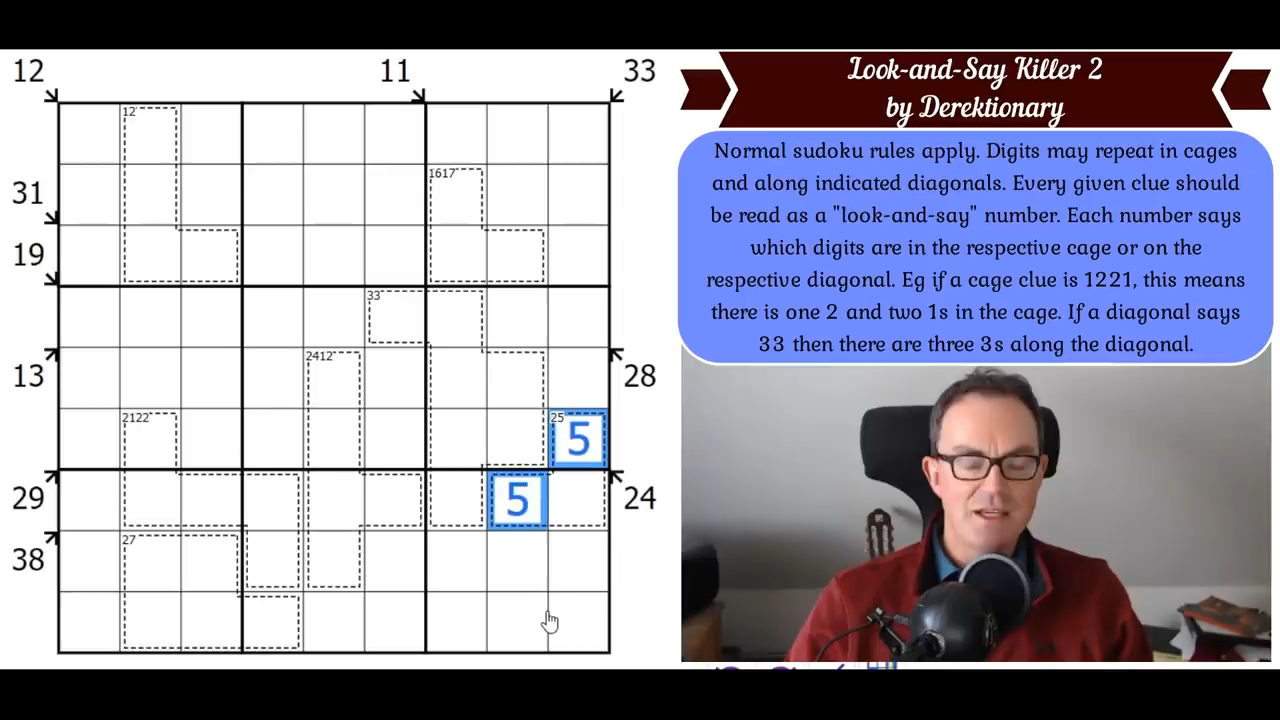 12 11 33
Look-and-Say Killer 2
by Derektionary
Normal sudoku rules apply. Digits may repeat in cages
and along indicated diagonals. Every given clue should
be read as a "look-and-say" number. Each number says
which digits are in the respective cage or on the
respective diagonal. Eg if a cage clue is 1221, this means
there is one 2 and two 1s in the cage. If a diagonal says
33 then there are three 3s along the diagonal.
12
31 1617
19
33
13 2412 28
2122 25 5
29 5 24
38 27